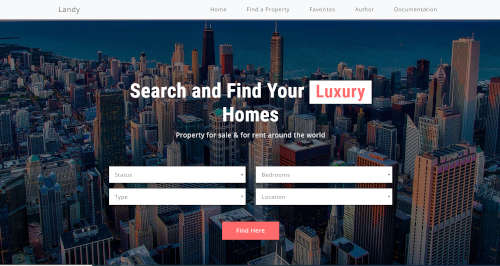 Landy
Home Find a Property Favorites Author Documentation
Search and Find Your Luxury
Homes
Property for sale & for rent around the world
Status Bedrooms
Type Location
Find Here